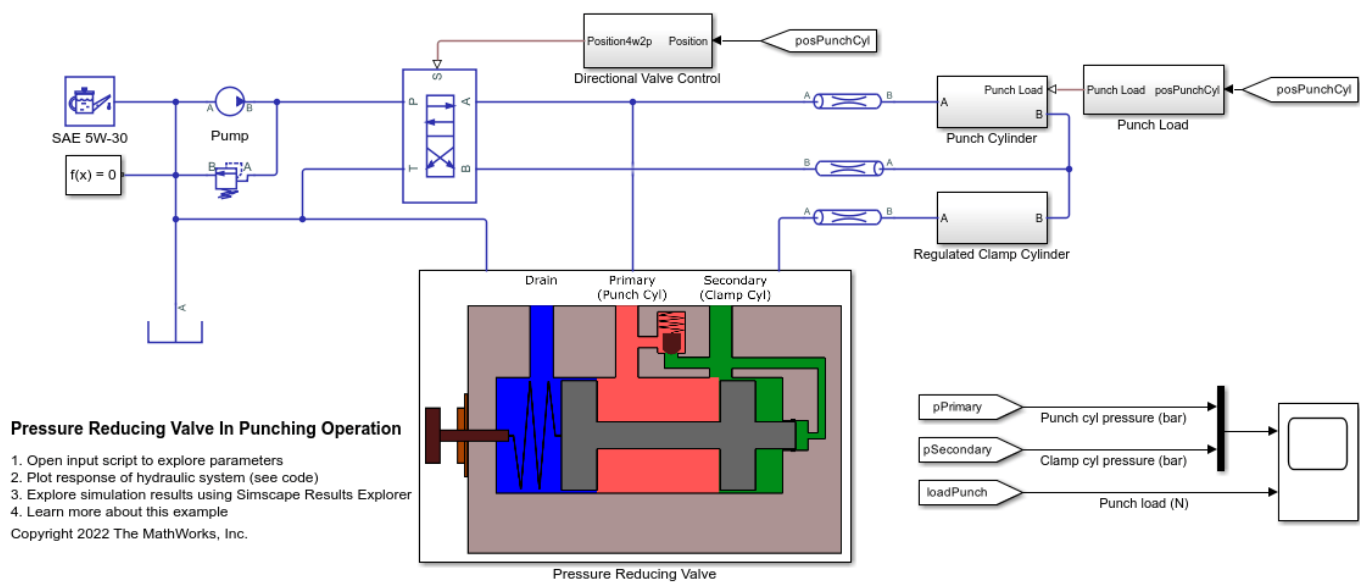 posPunchCyl
Position4w2p
Position
Directional Valve Control
S
SAE 5W-30
A
B
Pump
P
A
A
B
A
Punch Load
B
Punch Cylinder
Punch Load
posPunchCyl
Punch Load
posPunchCyl
f(x) = 0
B
A
T
B
B
A
A
B
A
B
Regulated Clamp Cylinder
A
Drain
Primary
(Punch Cyl)
Secondary
(Clamp Cyl)
Pressure Reducing Valve
Pressure Reducing Valve In Punching Operation
1. Open input script to explore parameters
2. Plot response of hydraulic system (see code)
3. Explore simulation results using Simscape Results Explorer
4. Learn more about this example
Copyright 2022 The MathWorks, Inc.
pPrimary
Punch cyl pressure (bar)
pSecondary
Clamp cyl pressure (bar)
loadPunch
Punch load (N)